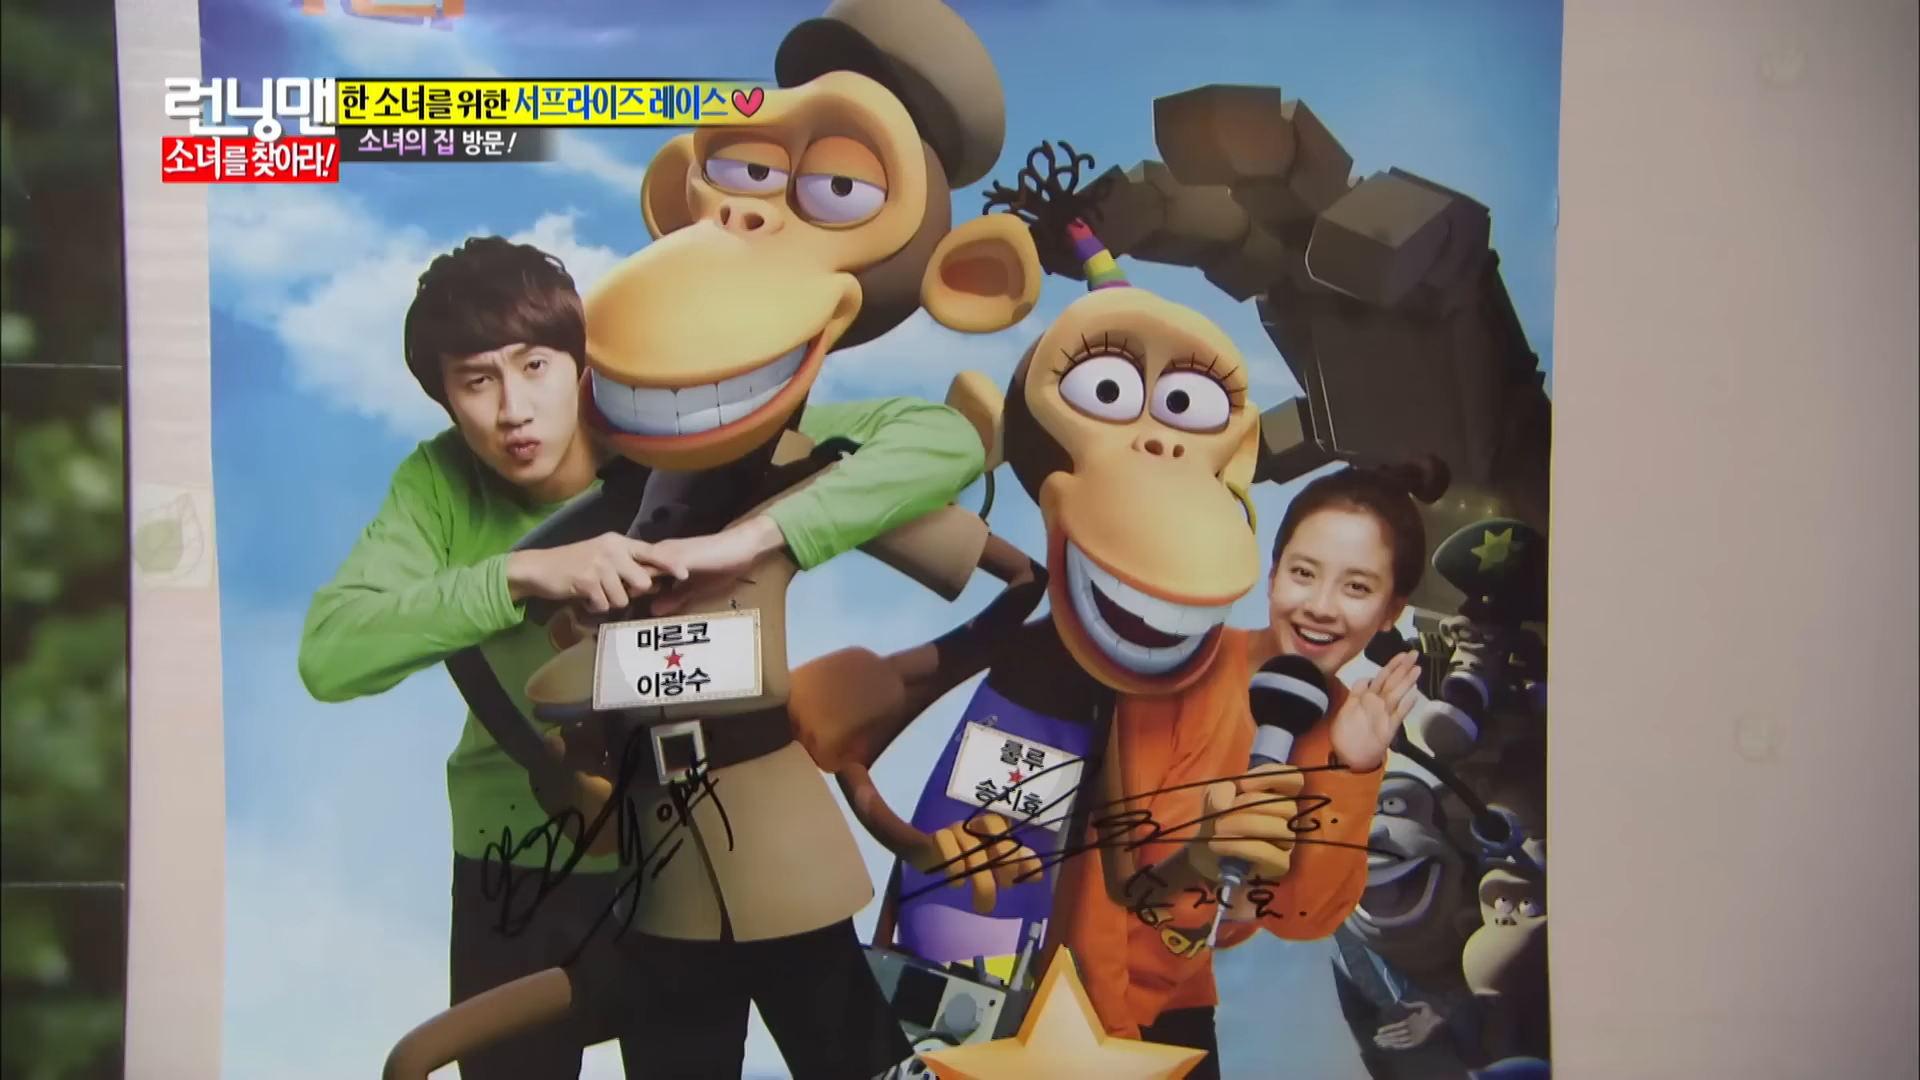 런닝맨
한 소녀를 위한 서프라이즈 레이스
소녀를 찾아라!
소녀의 집 방문!
마르코
이광수
룰루
송지효
송지효.